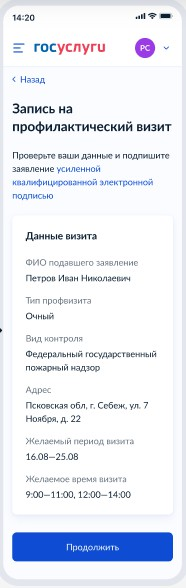 14:20
госуслуги
РС
Назад
Запись на
профилактический визит
Проверьте ваши данные и подпишите
заявление усиленной
квалифицированной электронной
подписью
Данные визита
ФИО подавшего заявление
Петров Иван Николаевич
Тип профвизита
Очный
Вид контроля
Федеральный государственный
пожарный надзор
Адрес
Псковская обл, г. Себеж, ул. 7
Ноября, д. 22
Желаемый период визита
16.08—25.08
Желаемое время визита
9:00—11:00, 12:00—14:00
Продолжить